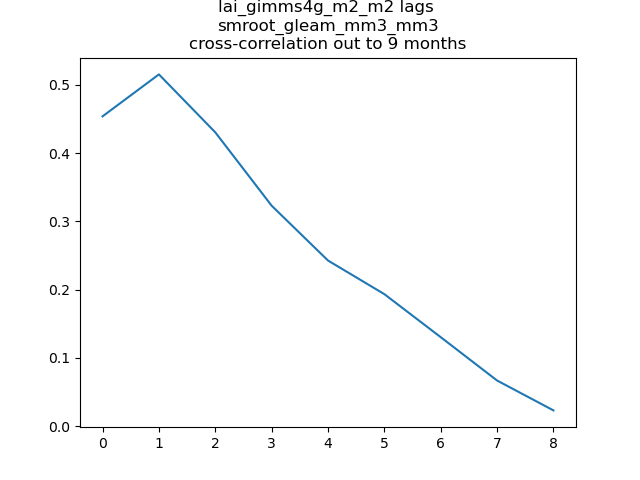 lai_gimms4g_m2_m2 lags
smroot_gleam_mm3_mm3
cross-correlation out to 9 months
0.5
0.4
0.3
0.2
0.1
0.0
0 1 2 3 4 5 6 7 8